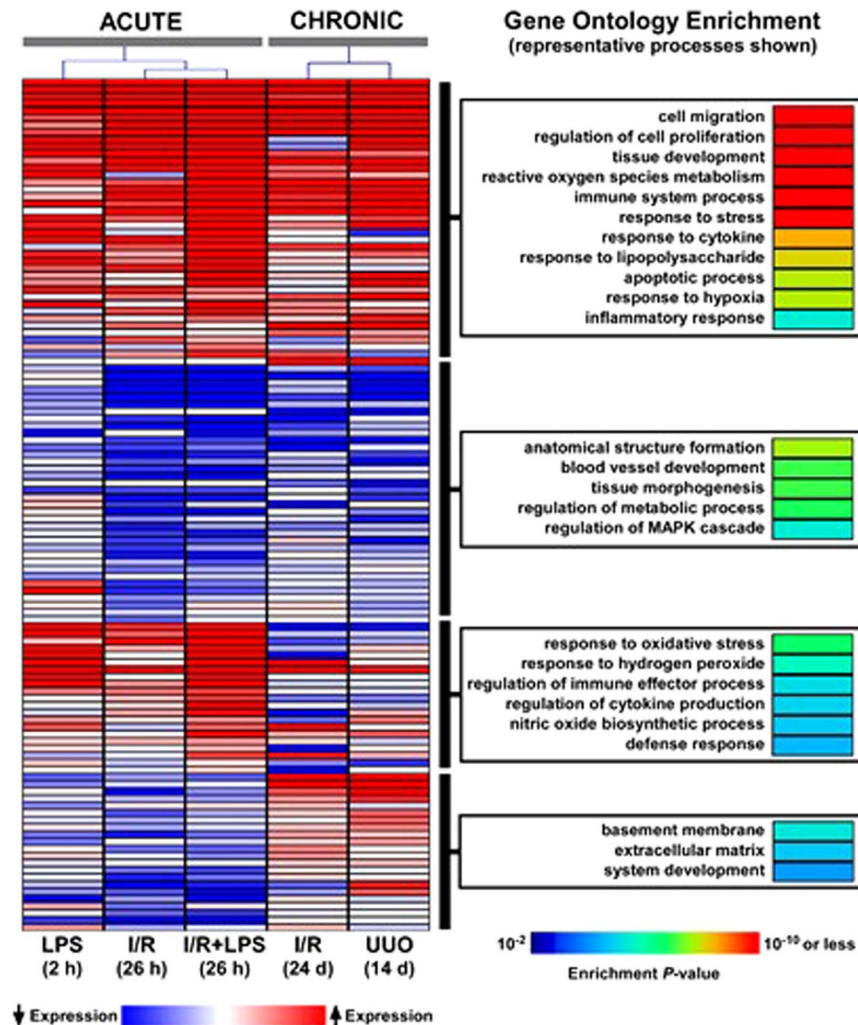 ACUTE
CHRONIC
Gene Ontology Enrichment
(representative processes shown)
cell migration
regulation of cell proliferation
tissue development
reactive oxygen species metabolism
immune system process
response to stress
response to cytokine
response to lipopolysaccharide
apoptotic process
response to hypoxia
inflammatory response
anatomical structure formation
blood vessel development
tissue morphogenesis
regulation of metabolic process
regulation of MAPK cascade
response to oxidative stress
response to hydrogen peroxide
regulation of immune effector process
regulation of cytokine production
nitric oxide biosynthetic process
defense response
basement membrane
extracellular matrix
system development
LPS I/R I/R+LPS I/R UUO
(2 h) (26 h) (26 h) (24 d) (14 d)
10⁻² 10⁻¹⁰ or less
Enrichment P-value
Expression Expression